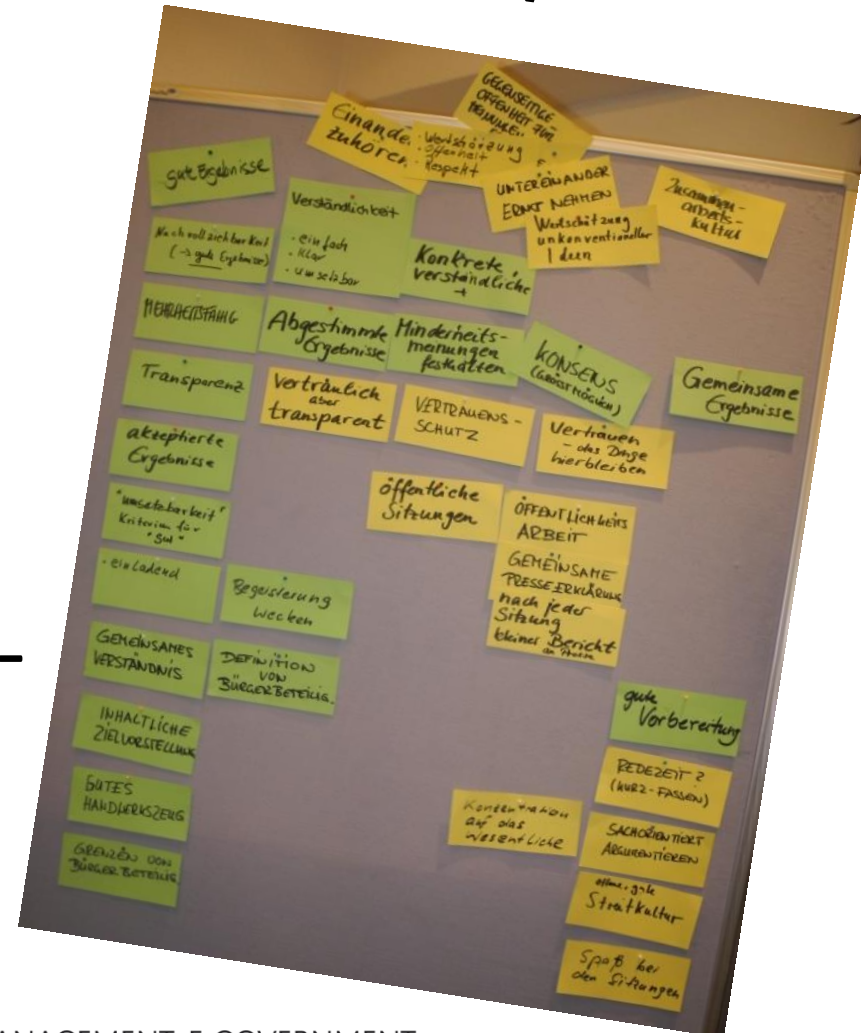 GEGENSEITIGE
OFFENHEIT FÜR
Einander
zuhören
- Wertschätzung
- Offenheit
- Respekt
UNTEREINANDER
ERNST NEHMEN
Wertschätzung
unkonventioneller
Ideen
Zusammen-
arbeits-
kultur
gute Ergebnisse
Verständlichkeit
- einfach
- klar
- umsetzbar
Nachvollziehbarkeit
(-> gute Ergebnisse)
Konkrete,
verständliche
+
MEHRHEITSFÄHIG
Abgestimmte
Ergebnisse
Minderheits-
meinungen
festhalten
KONSENS
(GRÖSSTMÖGLICH)
Gemeinsame
Ergebnisse
Transparenz
Verträulich
aber
transparent
VERTRAUENS-
SCHUTZ
Vertrauen
- das Dinge
hierbleiben
akzeptierte
Ergebnisse
öffentliche
Sitzungen
ÖFFENTLICHKEITS
ARBEIT
GEMEINSAME
PRESSEERKLÄRUNG
nach jeder
Sitzung
kleiner Bericht
an Presse
"umsetzbarkeit"
Kriterium für
"gut"
- einladend
Begeisterung
wecken
GEMEINSAMES
VERSTÄNDNIS
DEFINITION
VON
BÜRGERBETEILIG.
INHALTLICHE
ZIELVORSTELLUNG
GUTES
HANDWERKSZEUG
GRENZEN VON
BÜRGERBETEILIG.
gute
Vorbereitung
REDEZEIT?
(KURZ-FASSEN)
Konzentration
auf das
Wesentliche
SACHORIENTIERT
ARGUMENTIEREN
gute
Streitkultur
Spaß bei
den Sitzungen